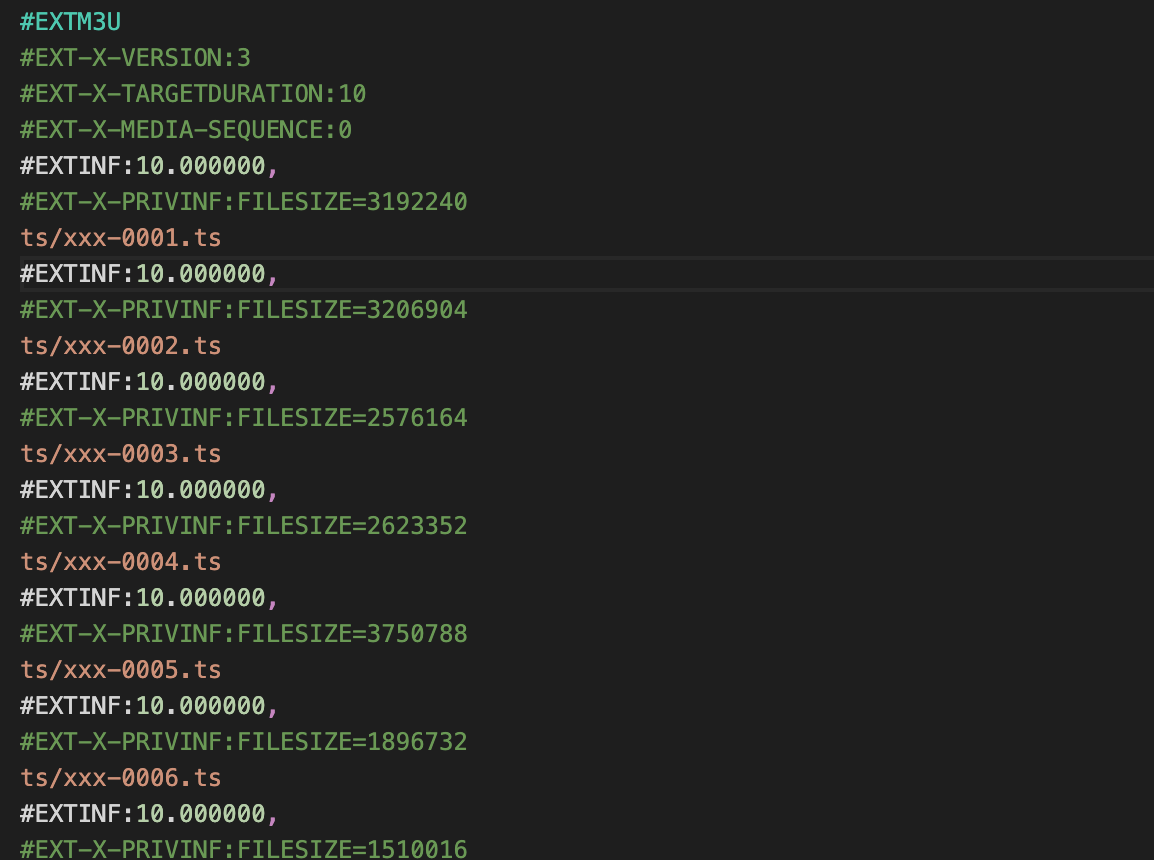 #EXTM3U
#EXT-X-VERSION:3
#EXT-X-TARGETDURATION:10
#EXT-X-MEDIA-SEQUENCE:0
#EXTINF:10.000000,
#EXT-X-PRIVINF:FILESIZE=3192240
ts/xxx-0001.ts
#EXTINF:10.000000,
#EXT-X-PRIVINF:FILESIZE=3206904
ts/xxx-0002.ts
#EXTINF:10.000000,
#EXT-X-PRIVINF:FILESIZE=2576164
ts/xxx-0003.ts
#EXTINF:10.000000,
#EXT-X-PRIVINF:FILESIZE=2623352
ts/xxx-0004.ts
#EXTINF:10.000000,
#EXT-X-PRIVINF:FILESIZE=3750788
ts/xxx-0005.ts
#EXTINF:10.000000,
#EXT-X-PRIVINF:FILESIZE=1896732
ts/xxx-0006.ts
#EXTINF:10.000000,
#EXT-X-PRIVINF:FILESIZE=1510016